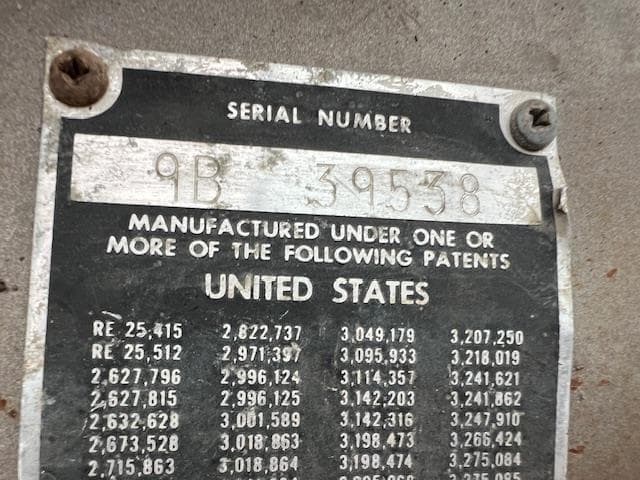 SERIAL NUMBER
9B 39538
MANUFACTURED UNDER ONE OR
MORE OF THE FOLLOWING PATENTS
UNITED STATES
RE 25,415 2,822,737 3,049,179 3,207,250
RE 25,512 2,971,397 3,095,933 3,218,019
2,627,796 2,996,124 3,114,357 3,241,621
2,627,815 2,996,125 3,142,203 3,241,862
2,632,628 3,001,589 3,142,316 3,247,910
2,673,528 3,018,863 3,198,473 3,266,424
2,715,863 3,018,864 3,198,474 3,275,084
3,275,085